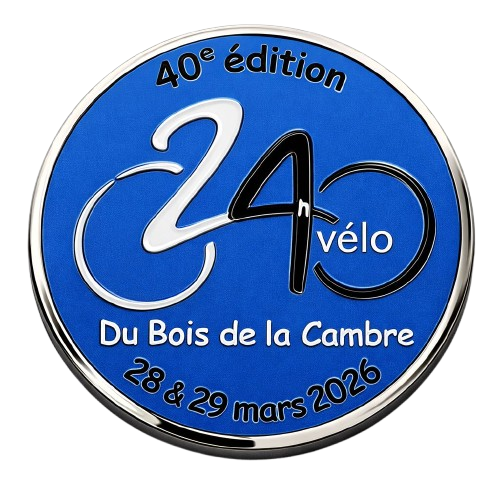 40e édition
24h vélo
Du Bois de la Cambre
28 & 29 mars 2026